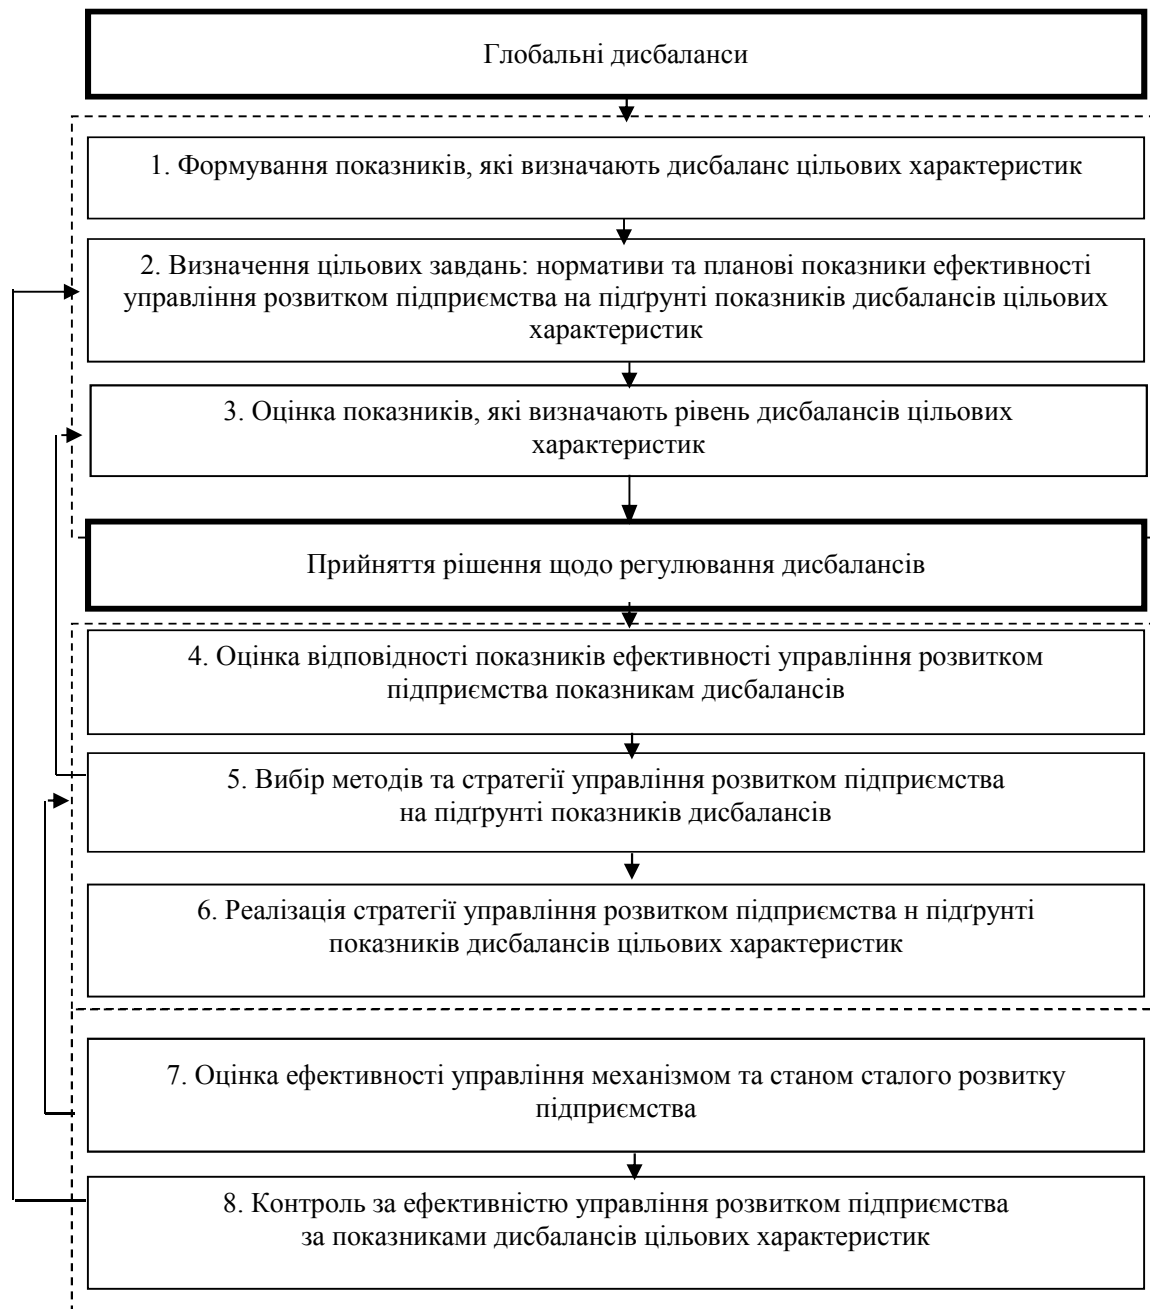 Глобальні дисбаланси
1. Формування показників, які визначають дисбаланс цільових характеристик
2. Визначення цільових завдань: нормативи та планові показники ефективності
управління розвитком підприємства на підґрунті показників дисбалансів цільових
характеристик
3. Оцінка показників, які визначають рівень дисбалансів цільових
характеристик
Прийняття рішення щодо регулювання дисбалансів
4. Оцінка відповідності показників ефективності управління розвитком
підприємства показникам дисбалансів
5. Вибір методів та стратегії управління розвитком підприємства
на підґрунті показників дисбалансів
6. Реалізація стратегії управління розвитком підприємства н підґрунті
показників дисбалансів цільових характеристик
7. Оцінка ефективності управління механізмом та станом сталого розвитку
підприємства
8. Контроль за ефективністю управління розвитком підприємства
за показниками дисбалансів цільових характеристик